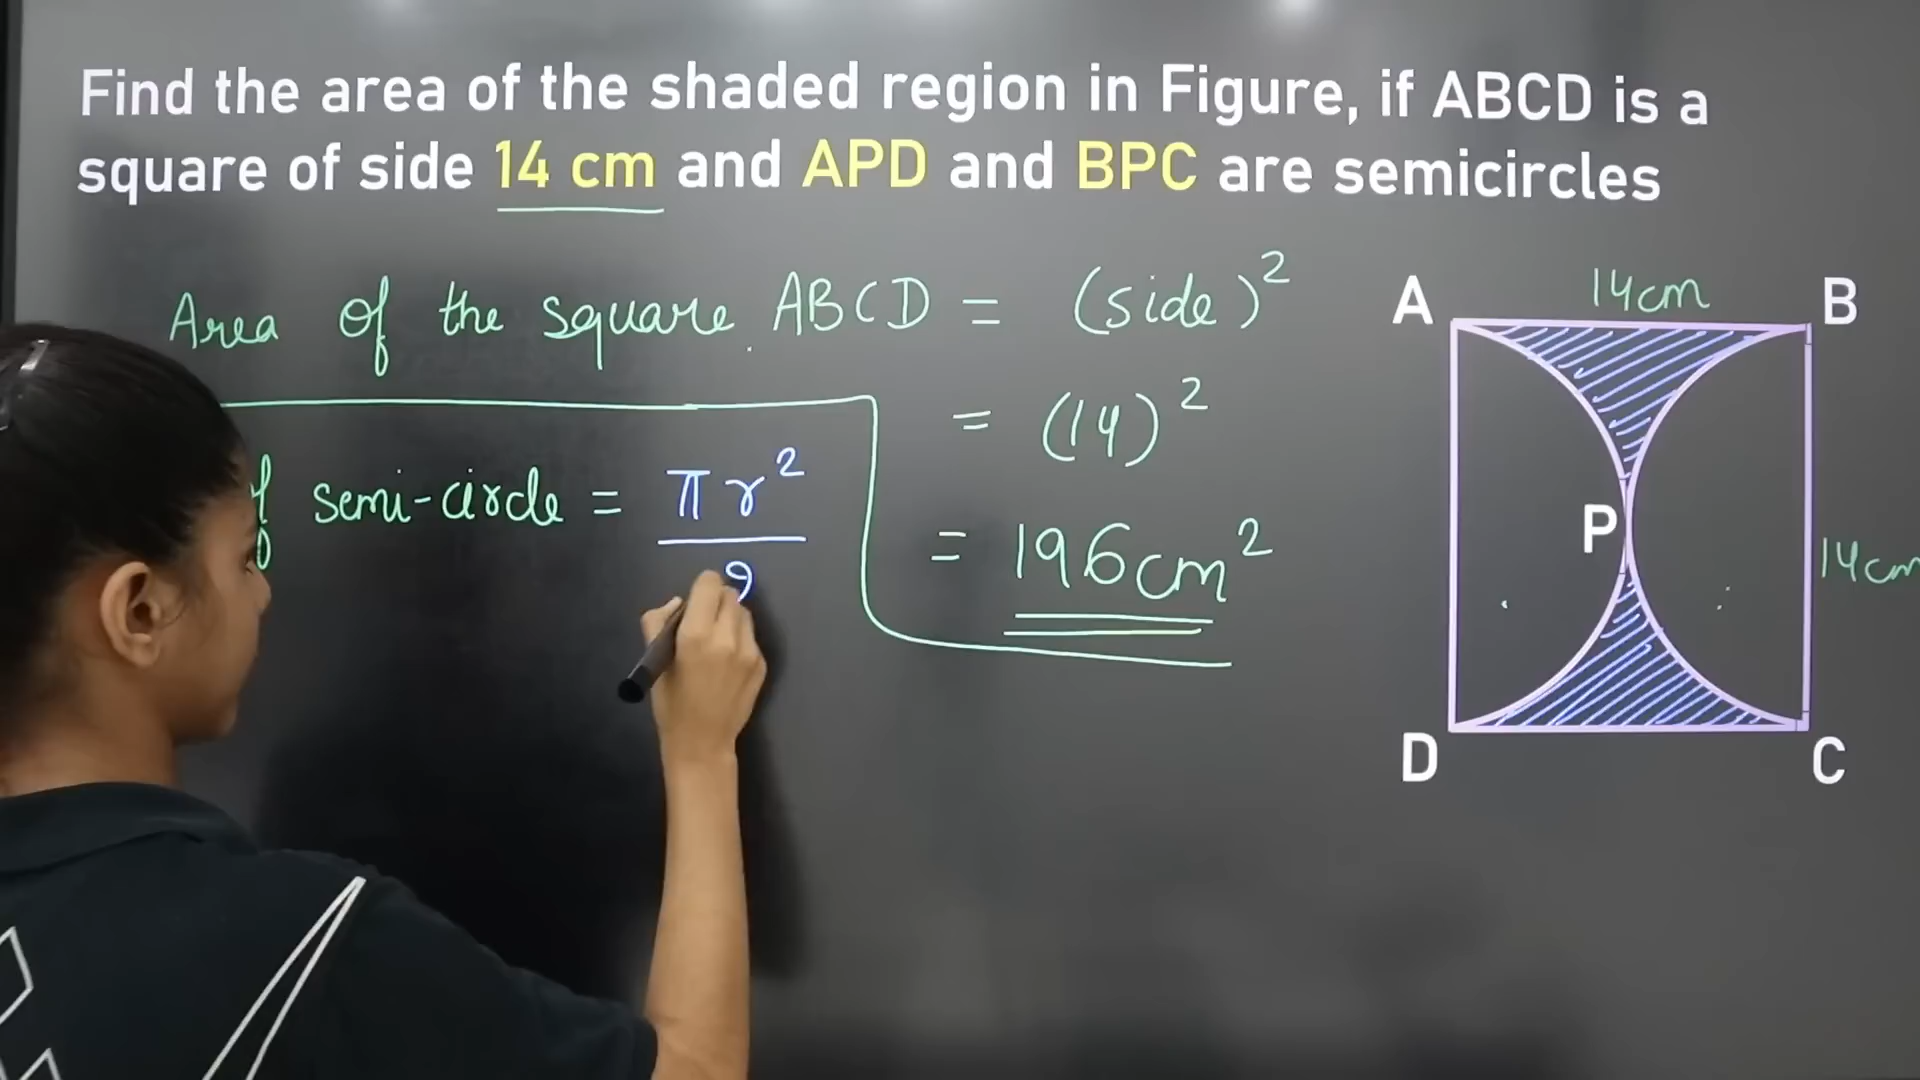 Find the area of the shaded region in Figure, if ABCD is a
square of side 14 cm and APD and BPC are semicircles
Area of the square ABCD = (side)²
= (14)²
= 196cm²
semi-circle = πr²
A
14cm
B
P
14cm
D
C